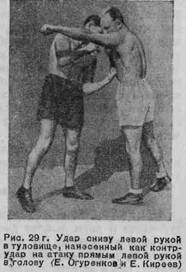 Рис. 29 г. Удар снизу левой рукой
в туловище, нанесенный как контр-
удар на атаку прямым левой рукой
в голову (Е. Огуренков и Е. Киреев)